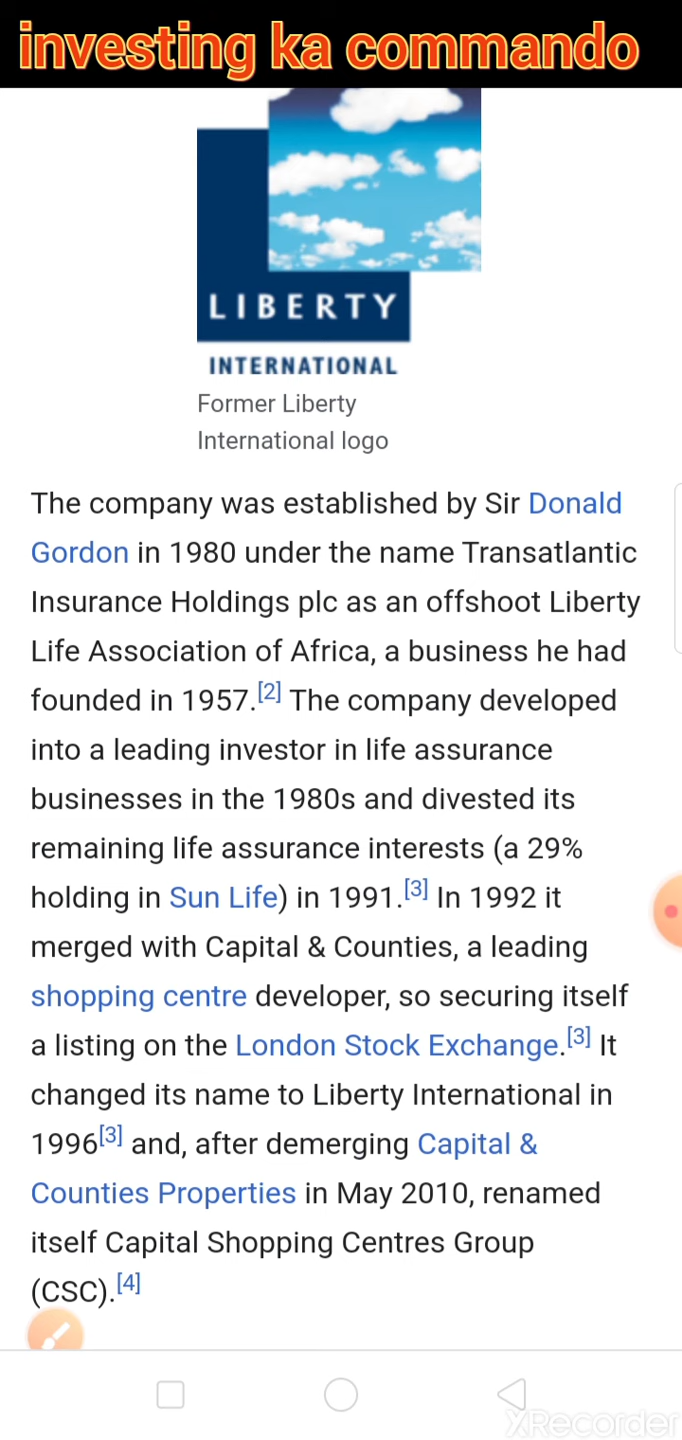 investing ka commando
LIBERTY
INTERNATIONAL
Former Liberty
International logo
The company was established by Sir Donald
Gordon in 1980 under the name Transatlantic
Insurance Holdings plc as an offshoot Liberty
Life Association of Africa, a business he had
founded in 1957.[2] The company developed
into a leading investor in life assurance
businesses in the 1980s and divested its
remaining life assurance interests (a 29%
holding in Sun Life) in 1991.[3] In 1992 it
merged with Capital & Counties, a leading
shopping centre developer, so securing itself
a listing on the London Stock Exchange.[3] It
changed its name to Liberty International in
1996[3] and, after demerging Capital &
Counties Properties in May 2010, renamed
itself Capital Shopping Centres Group
(CSC).[4]
XRecorder